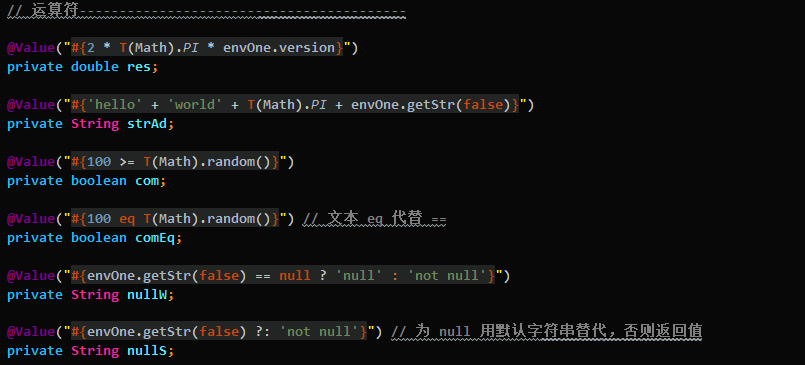 // 运算符-----------------------------------------
@Value("#{2 * T(Math).PI * envOne.version}")
private double res;
@Value("#{'hello' + 'world' + T(Math).PI + envOne.getStr(false)}")
private String strAd;
@Value("#{100 >= T(Math).random()}")
private boolean com;
@Value("#{100 eq T(Math).random()}") // 文本 eq 代替 ==
private boolean comEq;
@Value("#{envOne.getStr(false) == null ? 'null' : 'not null'}")
private String nullW;
@Value("#{envOne.getStr(false) ?: 'not null'}") // 为 null 用默认字符串替代，否则返回值
private String nullS;